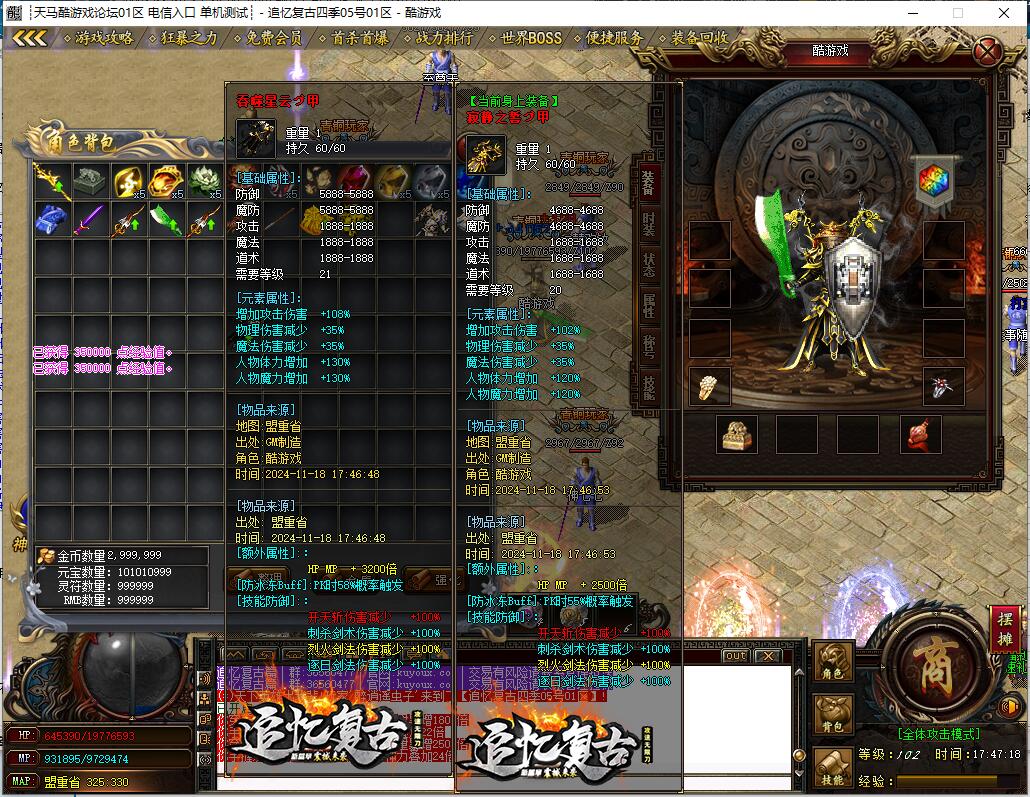 天马酷游戏论坛01区 电信入口 单机测试 - 追忆复古四季05号01区 - 酷游戏
游戏攻略
狂暴之力
免费会员
首杀首爆
战力排行
世界BOSS
便捷服务
装备回收
酷游戏
角色背包
x5
x5
x5
已获得 350000 点经验值。
已获得 350000 点经验值。
金币数量2,999,999
元宝数量: 101010999
灵符数量: 999999
RMB数量: 999999
吞噬星云ク甲
重量 1
持久 60/60
[基础属性]:
防御 5888-5888
魔防 5888-5888
攻击 1888-1888
魔法 1888-1888
道术 1888-1888
需要等级 21
[元素属性]:
增加攻击伤害 +108%
物理伤害减少 +35%
魔法伤害减少 +35%
人物体力增加 +130%
人物魔力增加 +130%
[物品来源]
地图:盟重省
出处:GM制造
角色:酷游戏
时间:2024-11-18 17:46:48
[物品来源]
出处: 盟重省
时间: 2024-11-18 17:46:48
[额外属性]:
HP MP + 3200倍
[防冰冻Buff]:PK时58%概率触发
[技能防御]:
开天斩伤害减少 +100%
刺杀剑术伤害减少 +100%
烈火剑法伤害减少 +100%
逐日剑法伤害减少 +100%
追忆复古
【当前身上装备】
重量 1
持久 60/60
[基础属性]:
防御 4688-4688
魔防 4688-4688
攻击 1688-1688
魔法 1688-1688
道术 1688-1688
需要等级 20
[元素属性]:
增加攻击伤害 +102%
物理伤害减少 +35%
魔法伤害减少 +35%
人物体力增加 +120%
人物魔力增加 +120%
[物品来源]
地图:盟重省
出处:GM制造
角色:酷游戏
时间:2024-11-18 17:46:53
[物品来源]
出处: 盟重省
时间: 2024-11-18 17:46:53
[额外属性]:
HP MP + 2500倍
[防冰冻Buff]:PK时55%概率触发
[技能防御]:
开天斩伤害减少 +100%
刺杀剑术伤害减少 +100%
烈火剑法伤害减少 +100%
逐日剑法伤害减少 +100%
追忆复古
青铜玩家
青铜玩家
2849/2849/790
酷游戏
青铜玩家
2967/2967/792
装备
时装
状态
属性
称号
技能
out
HP: 645390/19776593
MP: 931895/9729474
MAP: 盟重省 325:330
角色
背包
技能
商
摆摊
[全体攻击模式]
等级: 102 时间:17:47:18
经验: